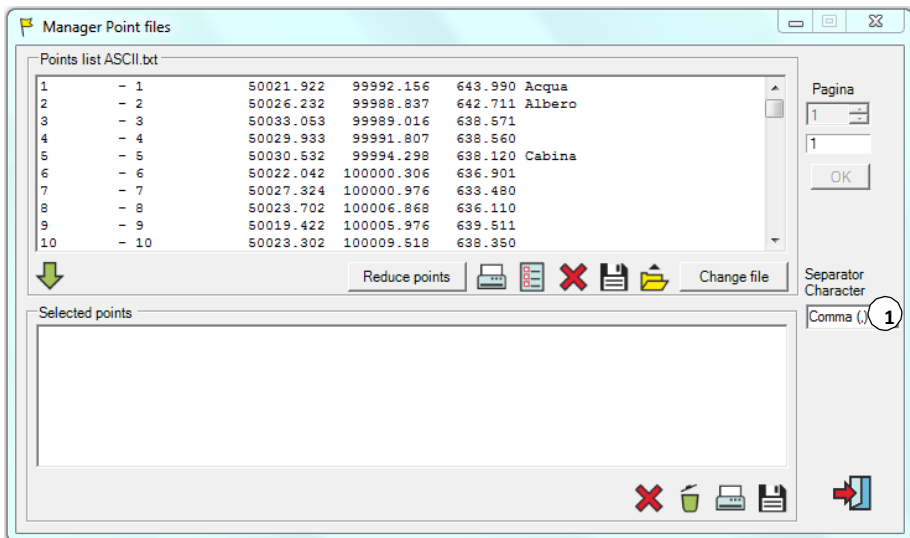 Manager Point files
Points list ASCII.txt
1 - 1 50021.922 99992.156 643.990 Acqua
2 - 2 50026.232 99988.837 642.711 Albero
3 - 3 50033.053 99989.016 638.571
4 - 4 50029.933 99991.807 638.560
5 - 5 50030.532 99994.298 638.120 Cabina
6 - 6 50022.042 100000.306 636.901
7 - 7 50027.324 100000.976 633.480
8 - 8 50023.702 100006.868 636.110
9 - 9 50019.422 100005.976 639.511
10 - 10 50023.302 100009.518 638.350
Pagina
1
1
OK
Reduce points
Change file
Separator
Character
Comma (,)
1
Selected points